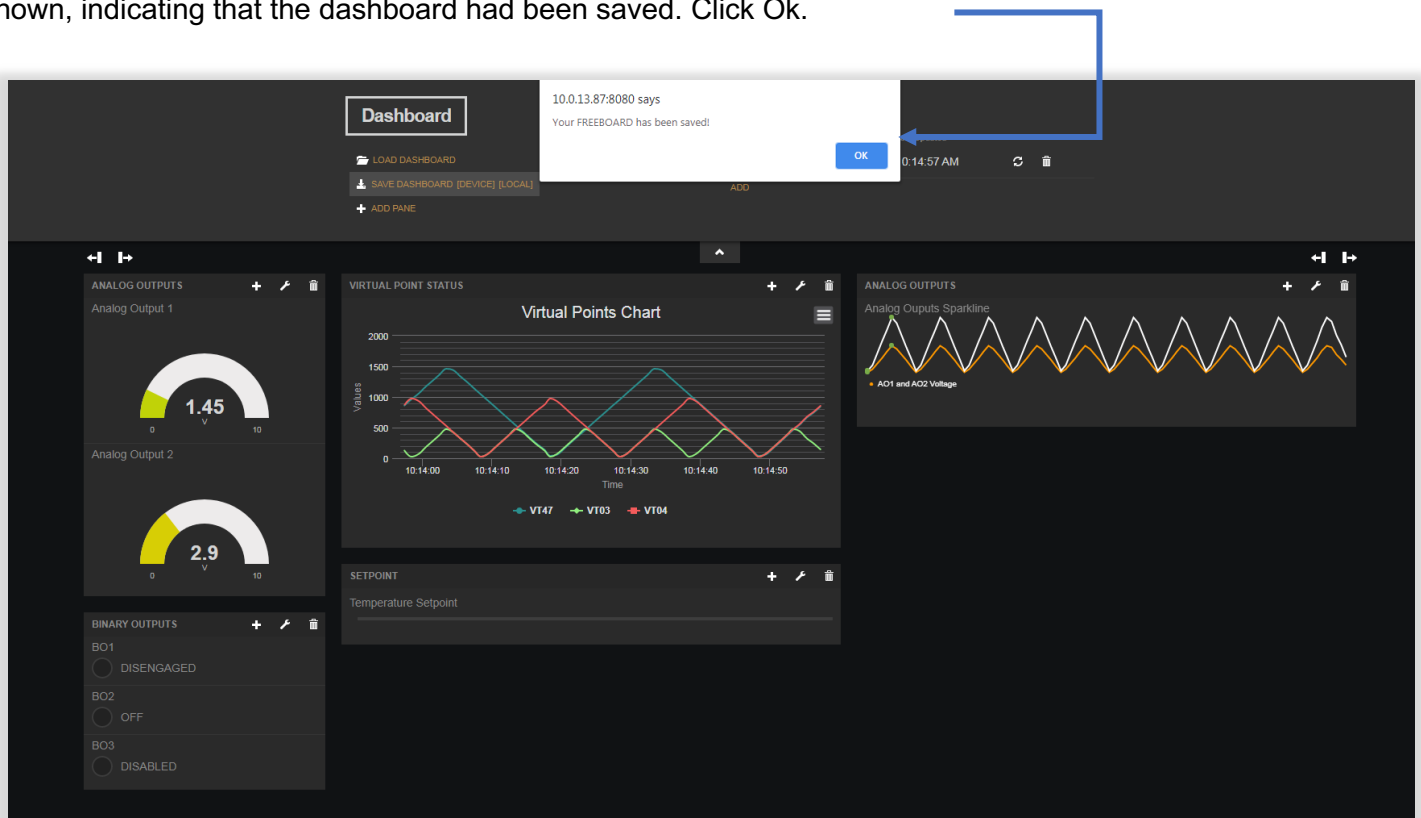 nown, indicating that the dashboard had been saved. Click Ok.
Dashboard
10.0.13.87:8080 says
Your FREEBOARD has been saved!
OK
LOAD DASHBOARD
0:14:57 AM
SAVE DASHBOARD [DEVICE] [LOCAL]
ADD
ADD PANE
ANALOG OUTPUTS
Analog Output 1
1.45
V
0 10
Analog Output 2
2.9
V
0 10
BINARY OUTPUTS
BO1
DISENGAGED
BO2
OFF
BO3
DISABLED
VIRTUAL POINT STATUS
Virtual Points Chart
2000
1500
1000
500
0
Values
10:14:00 10:14:10 10:14:20 10:14:30 10:14:40 10:14:50
Time
VT47 VT03 VT04
SETPOINT
Temperature Setpoint
ANALOG OUTPUTS
Analog Ouputs Sparkline
AO1 and AO2 Voltage